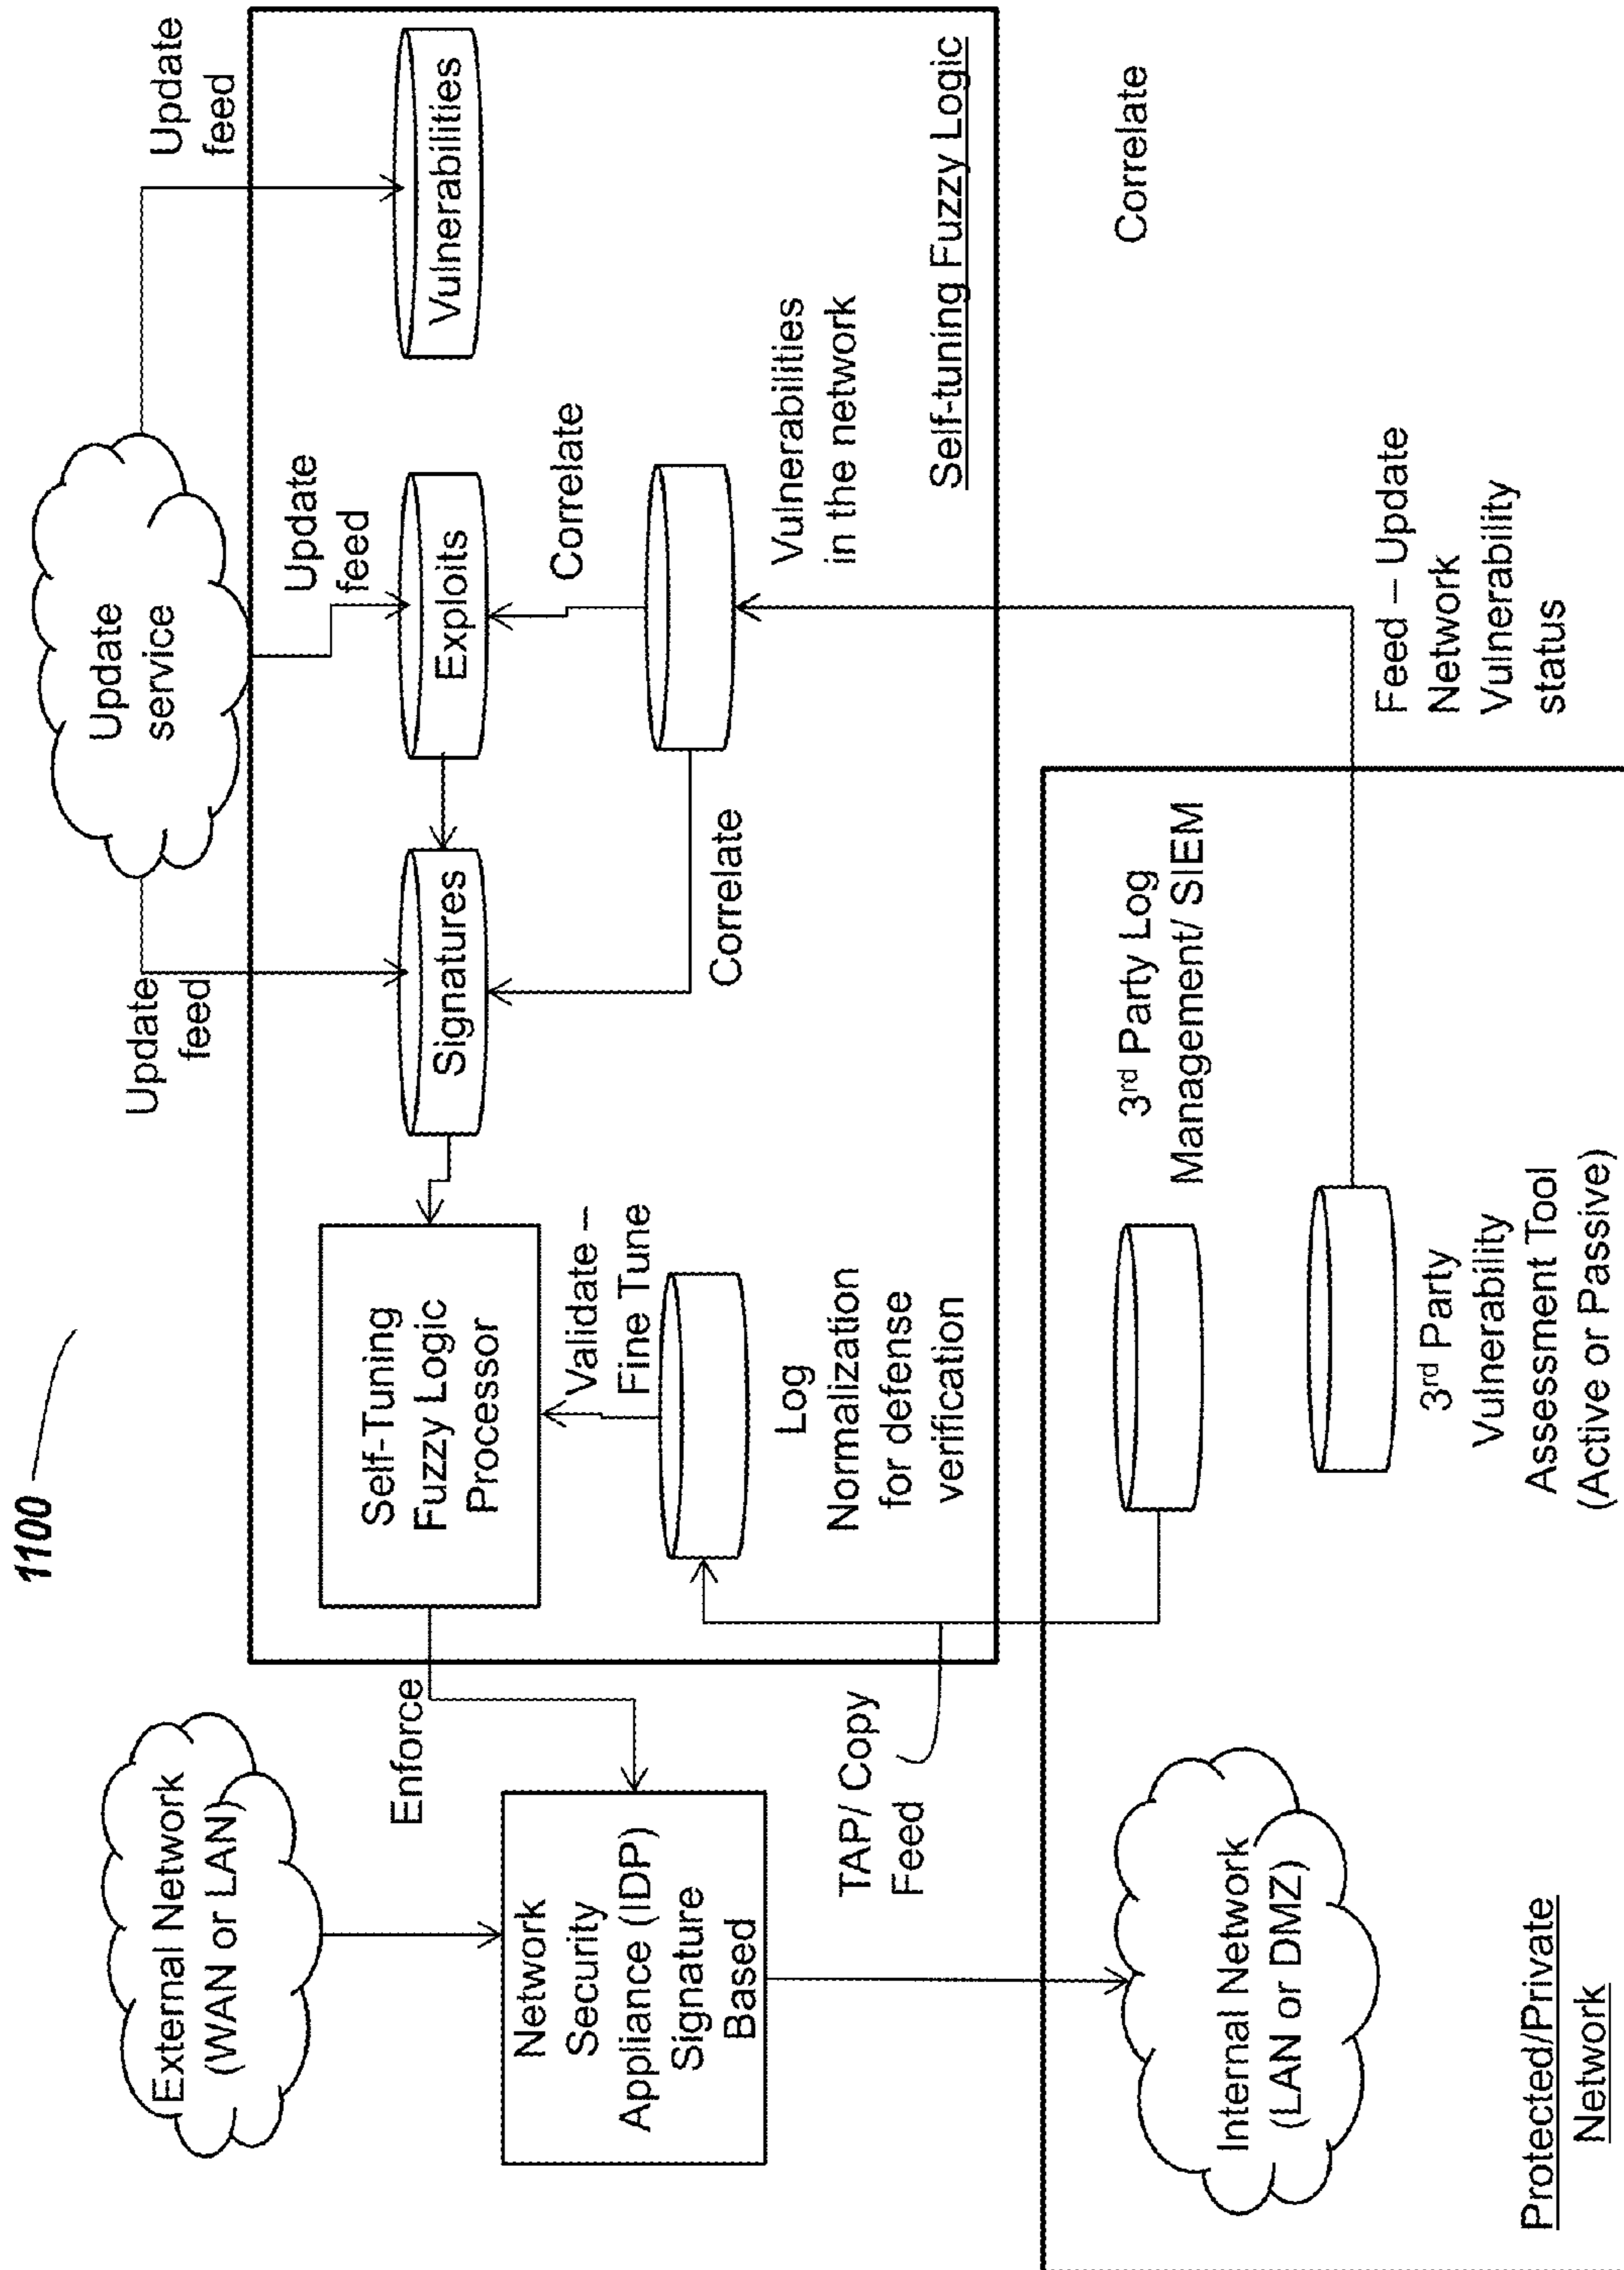 1100
External Network
(WAN or LAN)
Update
service
Update
feed
Update
feed
Update
feed
Enforce
Network
Security
Appliance (IDP)
Signature
Based
Self-Tuning
Fuzzy Logic
Processor
Signatures
Exploits
Vulnerabilities
Validate –
Fine Tune
Correlate
Correlate
Log
Normalization
for defense
verification
Vulnerabilities
in the network
Self-tuning Fuzzy Logic
TAP/ Copy
Feed
Correlate
Internal Network
(LAN or DMZ)
3rd Party Log
Management/ SIEM
Feed – Update
Network
Vulnerability
status
3rd Party
Vulnerability
Assessment Tool
(Active or Passive)
Protected/Private
Network